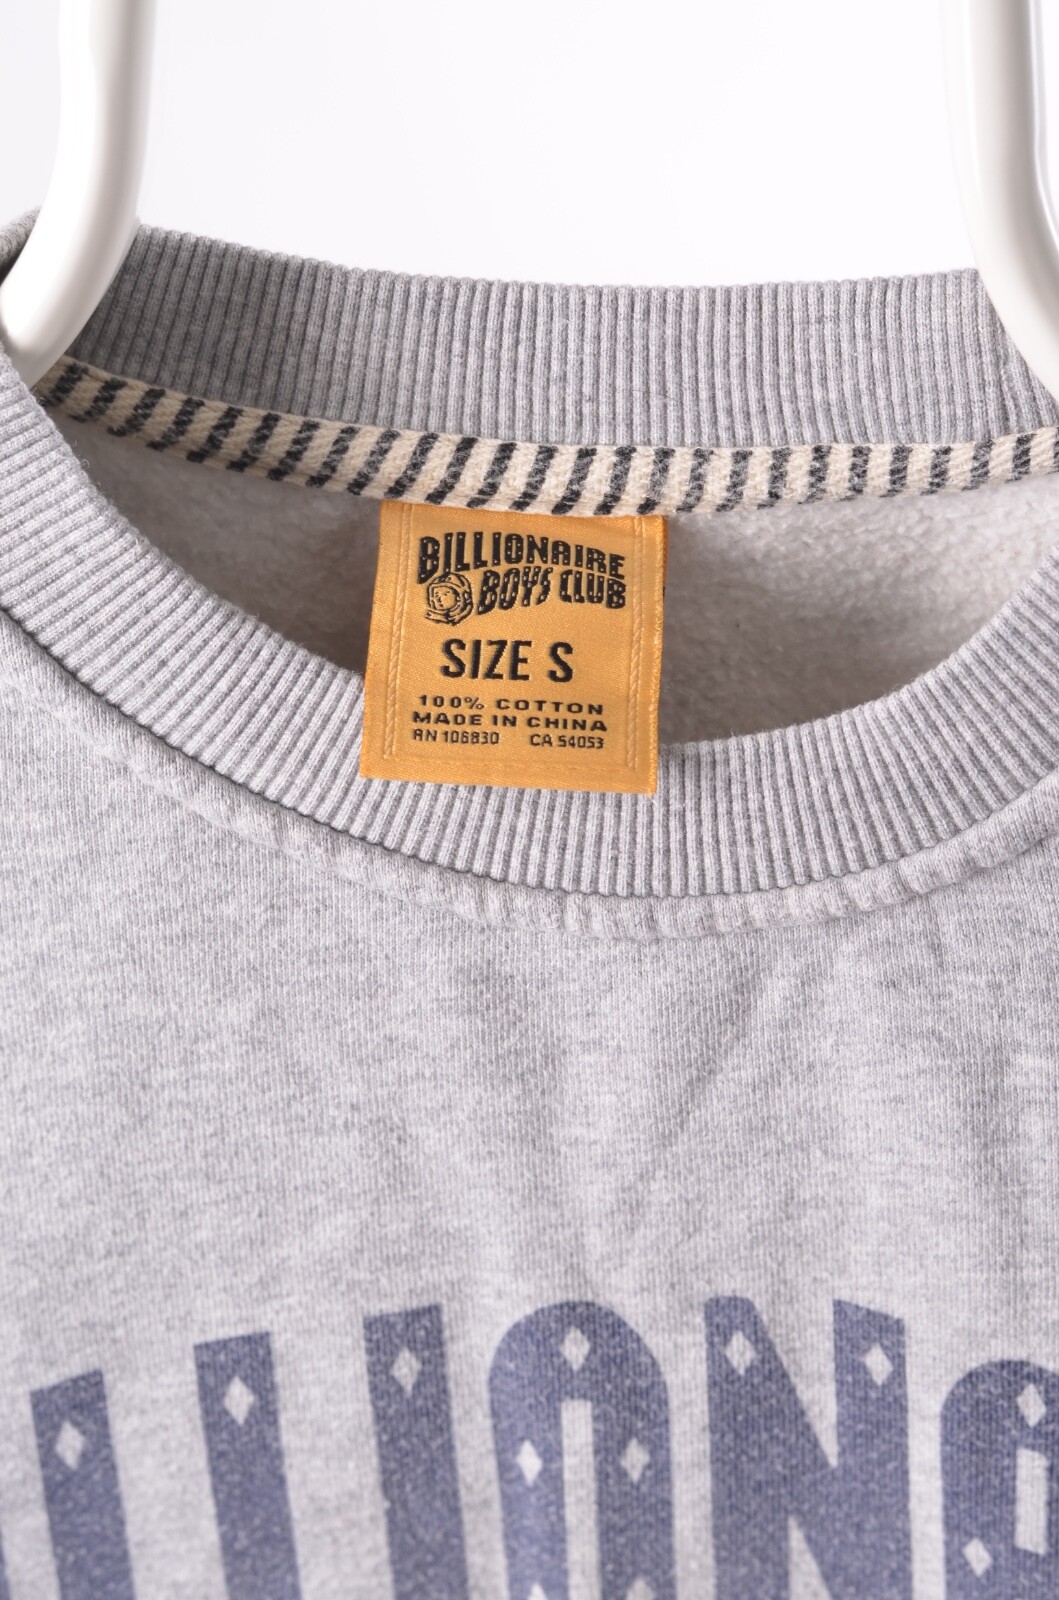 BILLIONAIRE
BOYS CLUB
SIZE S
100% COTTON
MADE IN CHINA
RN 106830 CA 54053